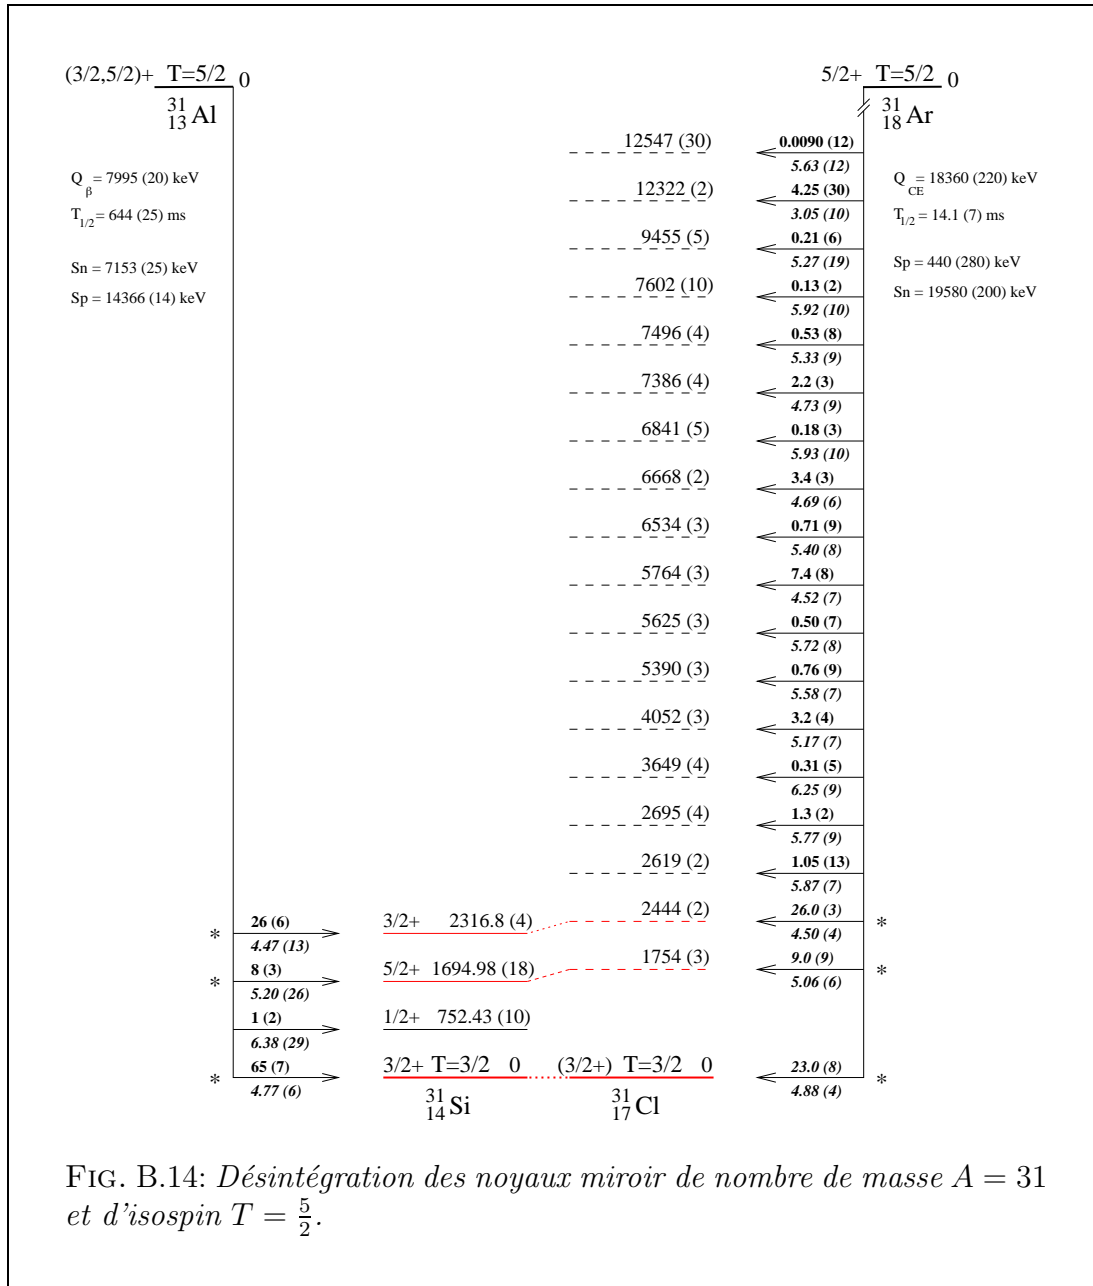 (3/2,5/2)+ T=5/2 0
31 13 Al
Q β = 7995 (20) keV
T 1/2 = 644 (25) ms
Sn = 7153 (25) keV
Sp = 14366 (14) keV
5/2+ T=5/2 0
31 18 Ar
Q CE = 18360 (220) keV
T 1/2 = 14.1 (7) ms
Sp = 440 (280) keV
Sn = 19580 (200) keV
12547 (30) 0.0090 (12)
5.63 (12)
12322 (2) 4.25 (30)
3.05 (10)
9455 (5) 0.21 (6)
5.27 (19)
7602 (10) 0.13 (2)
5.92 (10)
7496 (4) 0.53 (8)
5.33 (9)
7386 (4) 2.2 (3)
4.73 (9)
6841 (5) 0.18 (3)
5.93 (10)
6668 (2) 3.4 (3)
4.69 (6)
6534 (3) 0.71 (9)
5.40 (8)
5764 (3) 7.4 (8)
4.52 (7)
5625 (3) 0.50 (7)
5.72 (8)
5390 (3) 0.76 (9)
5.58 (7)
4052 (3) 3.2 (4)
5.17 (7)
3649 (4) 0.31 (5)
6.25 (9)
2695 (4) 1.3 (2)
5.77 (9)
2619 (2) 1.05 (13)
5.87 (7)
* 26 (6) 3/2+ 2316.8 (4) 2444 (2) 26.0 (3) *
4.47 (13) 4.50 (4)
* 8 (3) 5/2+ 1694.98 (18) 1754 (3) 9.0 (9) *
5.20 (26) 5.06 (6)
1 (2) 1/2+ 752.43 (10)
6.38 (29)
* 65 (7) 3/2+ T=3/2 0 (3/2+) T=3/2 0 23.0 (8) *
4.77 (6) 4.88 (4)
31 14 Si 31 17 Cl
FIG. B.14: Désintégration des noyaux miroir de nombre de masse A = 31
et d'isospin T = 5/2.